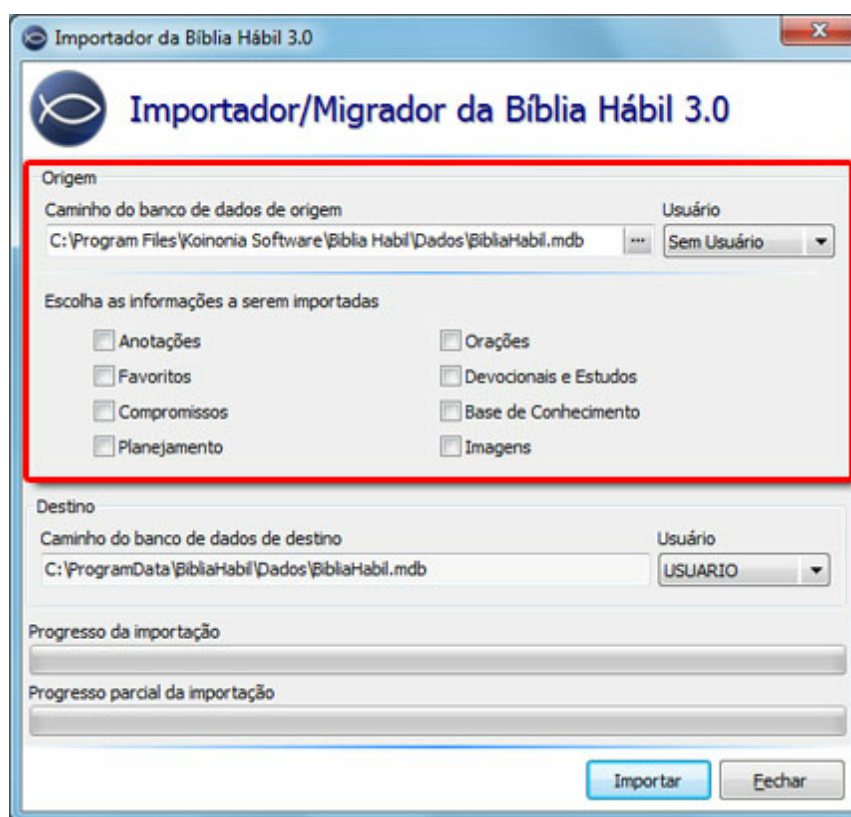 Importador da Bíblia Hábil 3.0
Importador/Migrador da Bíblia Hábil 3.0
Origem
Caminho do banco de dados de origem Usuário
C:\Program Files\Koinonia Software\Biblia Habil\Dados\BibliaHabil.mdb ... Sem Usuário
Escolha as informações a serem importadas
Anotações Orações
Favoritos Devocionais e Estudos
Compromissos Base de Conhecimento
Planejamento Imagens
Destino
Caminho do banco de dados de destino Usuário
C:\ProgramData\BibliaHabil\Dados\BibliaHabil.mdb USUARIO
Progresso da importação
Progresso parcial da importação
Importar Fechar